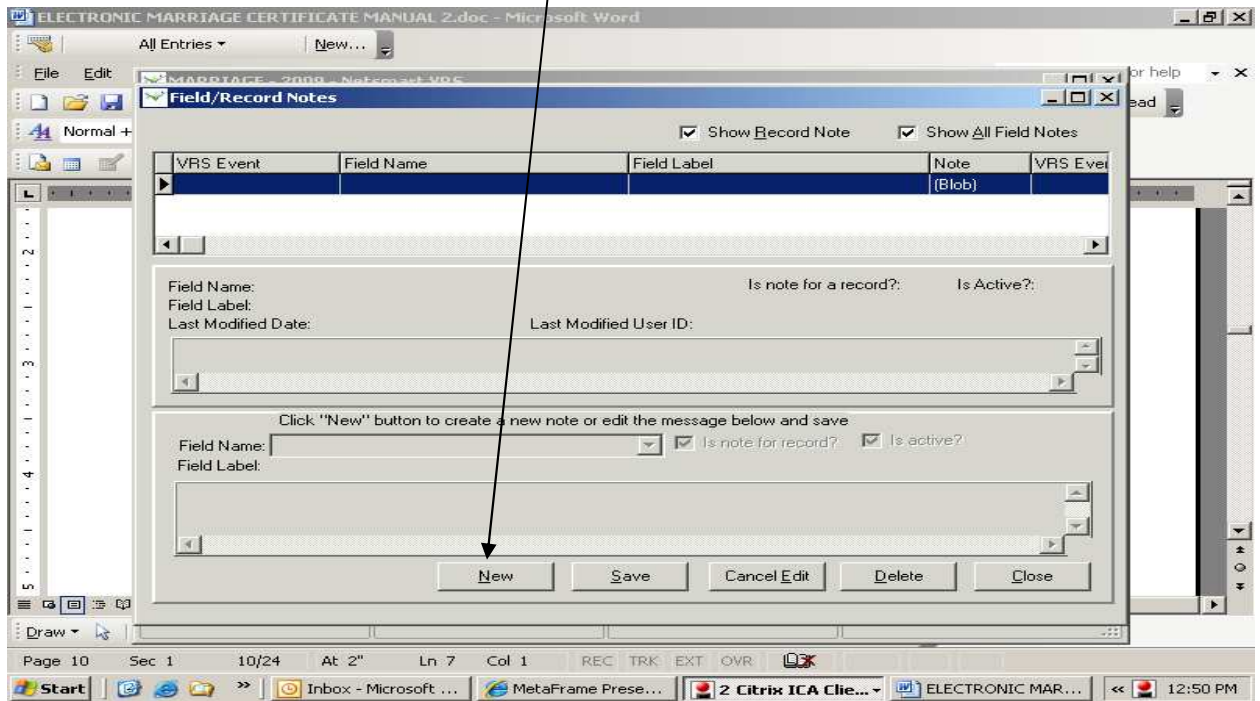 ELECTRONIC MARRIAGE CERTIFICATE MANUAL 2.doc - Microsoft Word
All Entries New...
File Edit or help
MARRIAGE - 2009 - Netsmart VRS
Field/Record Notes ead
Normal + Show Record Note Show All Field Notes
VRS Event Field Name Field Label Note VRS Even
(Blob)
Field Name: Is note for a record?: Is Active?:
Field Label:
Last Modified Date: Last Modified User ID:
Click "New" button to create a new note or edit the message below and save
Field Name: Is note for record? Is active?
Field Label:
New Save Cancel Edit Delete Close
Draw
Page 10 Sec 1 10/24 At 2" Ln 7 Col 1 REC TRK EXT OVR
Start Inbox - Microsoft ... MetaFrame Prese... 2 Citrix ICA Clie... ELECTRONIC MAR... 12:50 PM